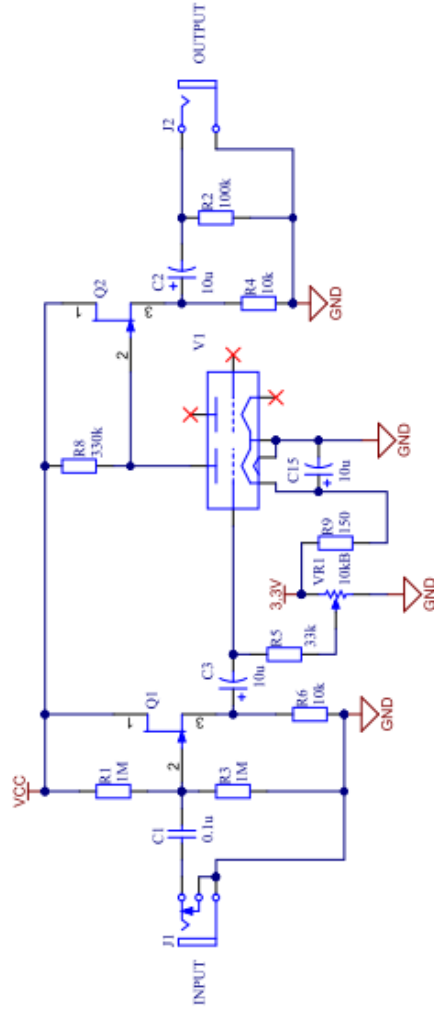 VCC
R1
1M
R8
330k
Q1
1
2
3
Q2
1
2
3
INPUT
J1
C1
0.1u
R3
1M
C3
10u
R6
10k
GND
R5
33k
3.3V
VR1
10kB
GND
R9
150
C15
10u
GND
V1
C2
10u
R4
10k
GND
R2
100k
J2
OUTPUT